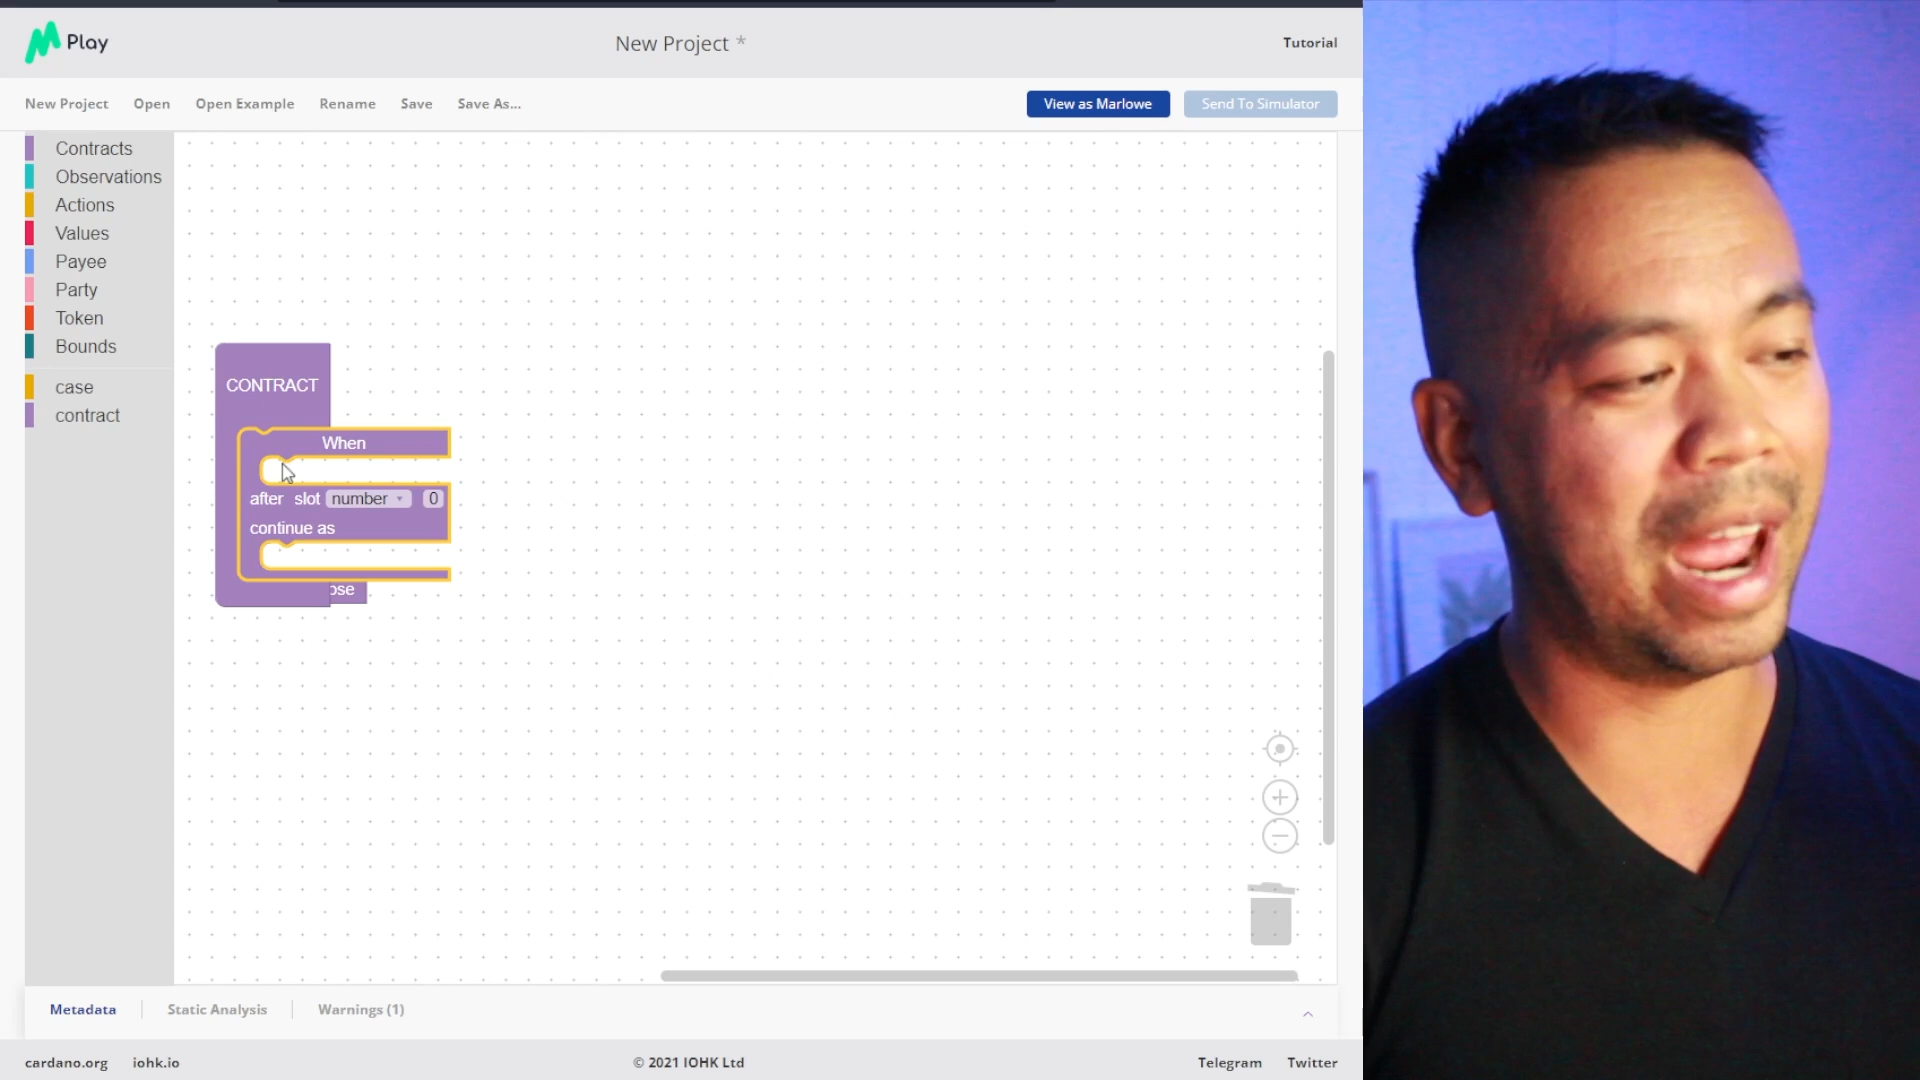 Play
New Project *
Tutorial
New Project Open Open Example Rename Save Save As...
View as Marlowe
Send To Simulator
Contracts
Observations
Actions
Values
Payee
Party
Token
Bounds
case
contract
CONTRACT
When
after slot number 0
continue as
ose
Metadata
Static Analysis
Warnings (1)
cardano.org iohk.io
© 2021 IOHK Ltd
Telegram Twitter